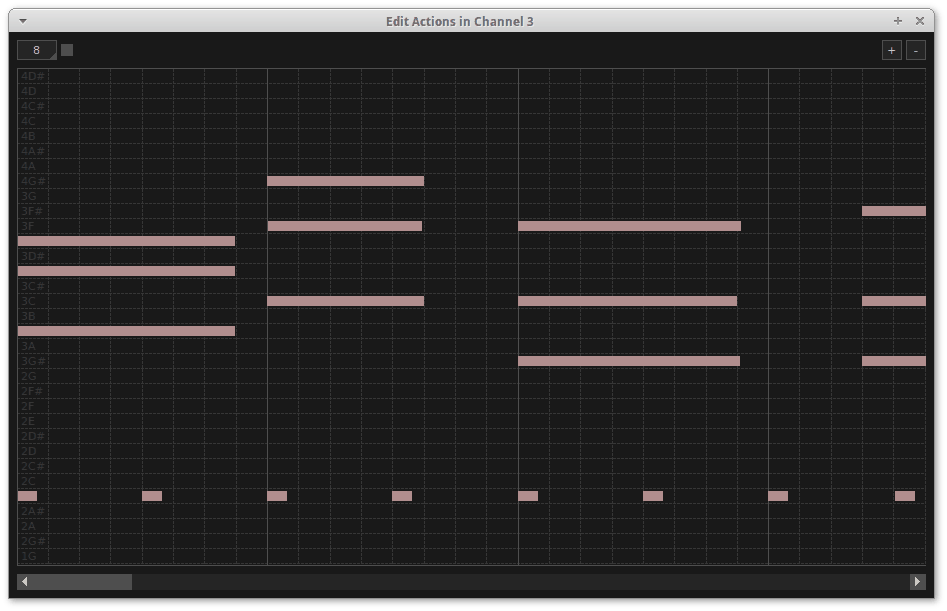 Edit Actions in Channel 3
8
+
-
4D#
4D
4C#
4C
4B
4A#
4A
4G#
3G
3F#
3F
3D#
3C#
3C
3B
3A
3G#
2G
2F#
2F
2E
2D#
2D
2C#
2C
2A#
2A
2G#
1G